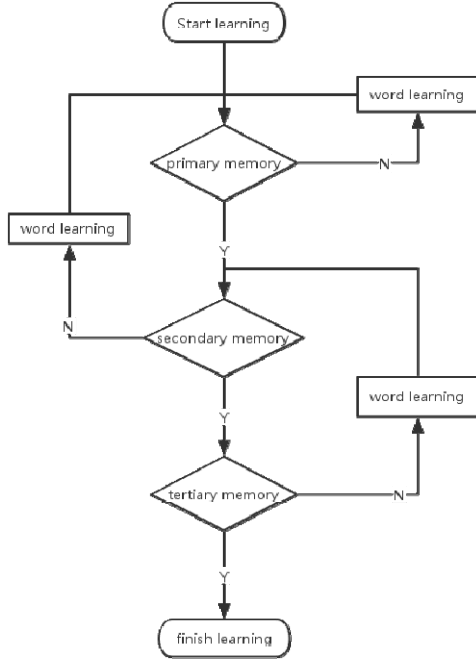 Start learning
word learning
primary memory
N
word learning
Y
N
secondary memory
word learning
Y
tertiary memory
N
Y
finish learning